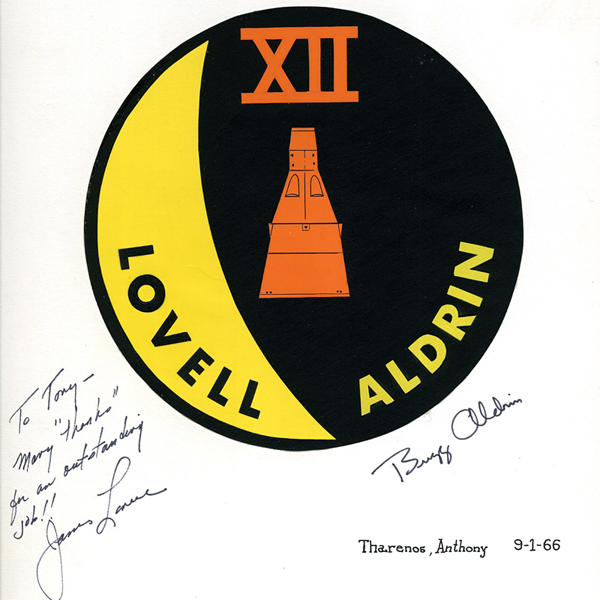 XII
LOVELL
ALDRIN
To Tony—
Many "thanks"
for an outstanding
job!!
James Lovell
Buzz Aldrin
Tharenos, Anthony 9-1-66